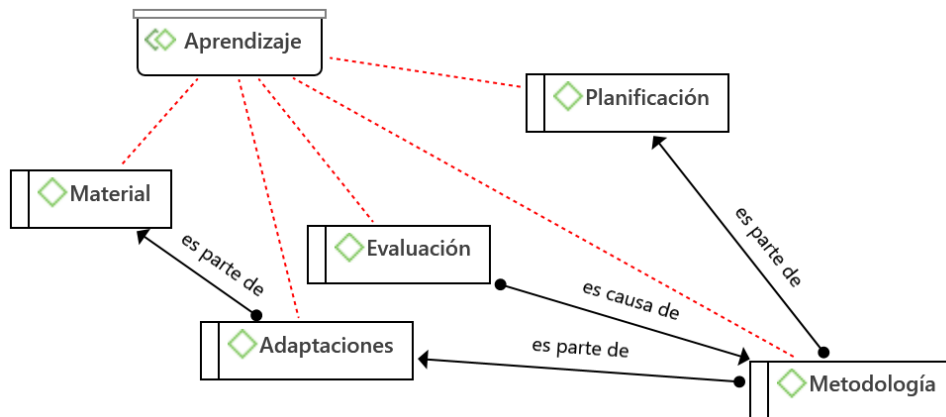 Aprendizaje
Planificación
Material
es parte de
Evaluación
es parte de
es causa de
Adaptaciones
es parte de
Metodología